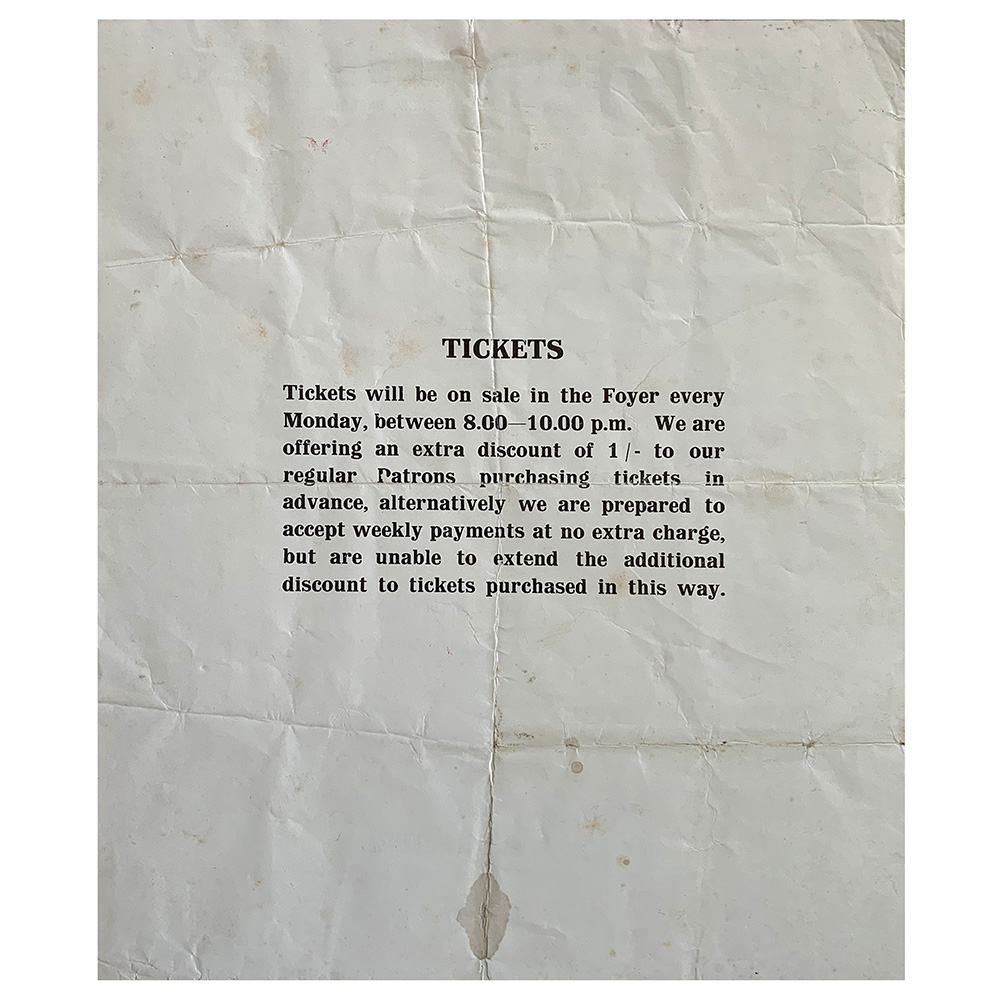 TICKETS
Tickets will be on sale in the Foyer every
Monday, between 8.00—10.00 p.m. We are
offering an extra discount of 1/- to our
regular Patrons purchasing tickets in
advance, alternatively we are prepared to
accept weekly payments at no extra charge,
but are unable to extend the additional
discount to tickets purchased in this way.